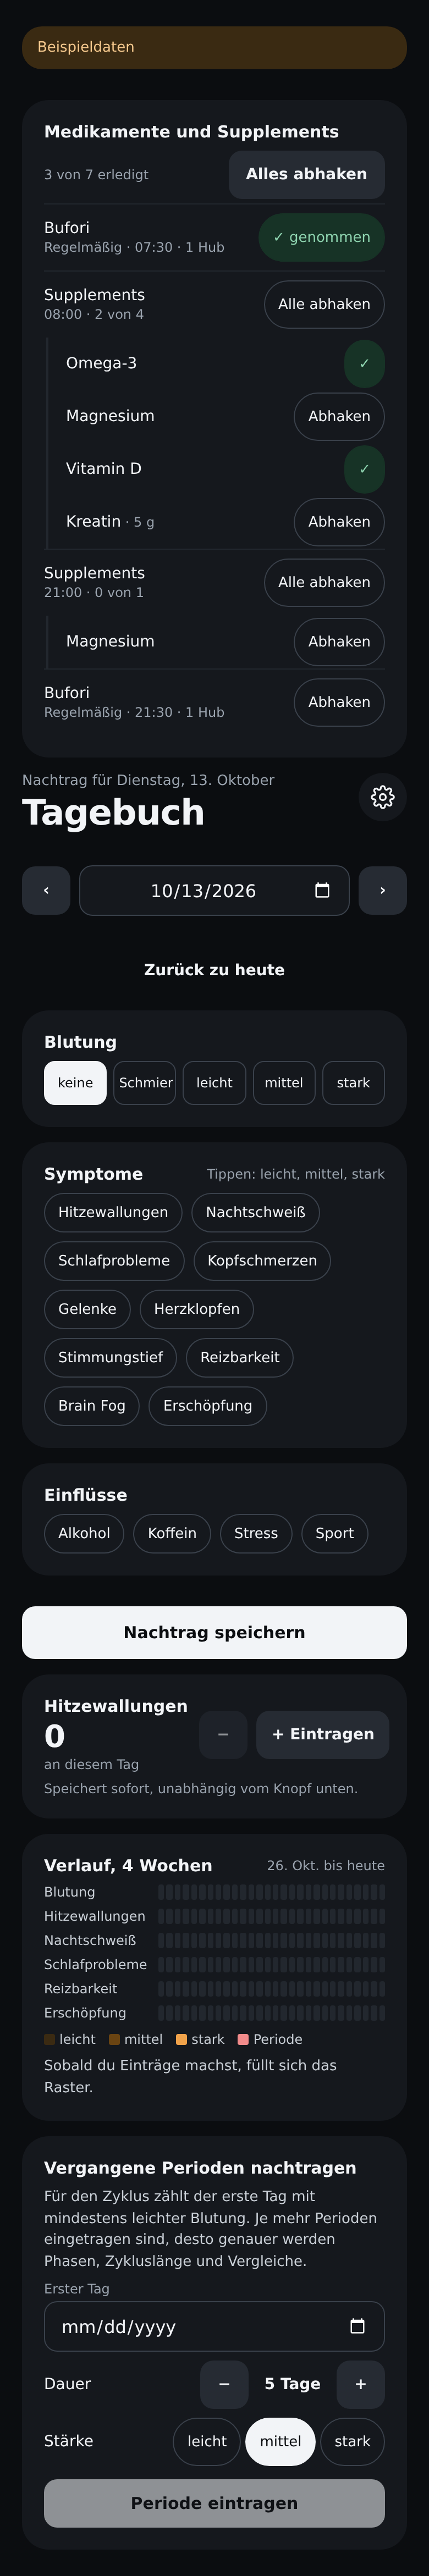 Beispieldaten
Medikamente und Supplements
3 von 7 erledigt
Alles abhaken
Bufori
Regelmäßig · 07:30 · 1 Hub
✓ genommen
Supplements
08:00 · 2 von 4
Alle abhaken
Omega-3
✓
Magnesium
Abhaken
Vitamin D
✓
Kreatin · 5 g
Abhaken
Supplements
21:00 · 0 von 1
Alle abhaken
Magnesium
Abhaken
Bufori
Regelmäßig · 21:30 · 1 Hub
Abhaken
Nachtrag für Dienstag, 13. Oktober
Tagebuch
‹
10/13/2026
›
Zurück zu heute
Blutung
keine
Schmier
leicht
mittel
stark
Symptome
Tippen: leicht, mittel, stark
Hitzewallungen
Nachtschweiß
Schlafprobleme
Kopfschmerzen
Gelenke
Herzklopfen
Stimmungstief
Reizbarkeit
Brain Fog
Erschöpfung
Einflüsse
Alkohol
Koffein
Stress
Sport
Nachtrag speichern
Hitzewallungen
0
an diesem Tag
−
+ Eintragen
Speichert sofort, unabhängig vom Knopf unten.
Verlauf, 4 Wochen
26. Okt. bis heute
Blutung
Hitzewallungen
Nachtschweiß
Schlafprobleme
Reizbarkeit
Erschöpfung
leicht
mittel
stark
Periode
Sobald du Einträge machst, füllt sich das
Raster.
Vergangene Perioden nachtragen
Für den Zyklus zählt der erste Tag mit
mindestens leichter Blutung. Je mehr Perioden
eingetragen sind, desto genauer werden
Phasen, Zykluslänge und Vergleiche.
Erster Tag
mm/dd/yyyy
Dauer
−
5 Tage
+
Stärke
leicht
mittel
stark
Periode eintragen